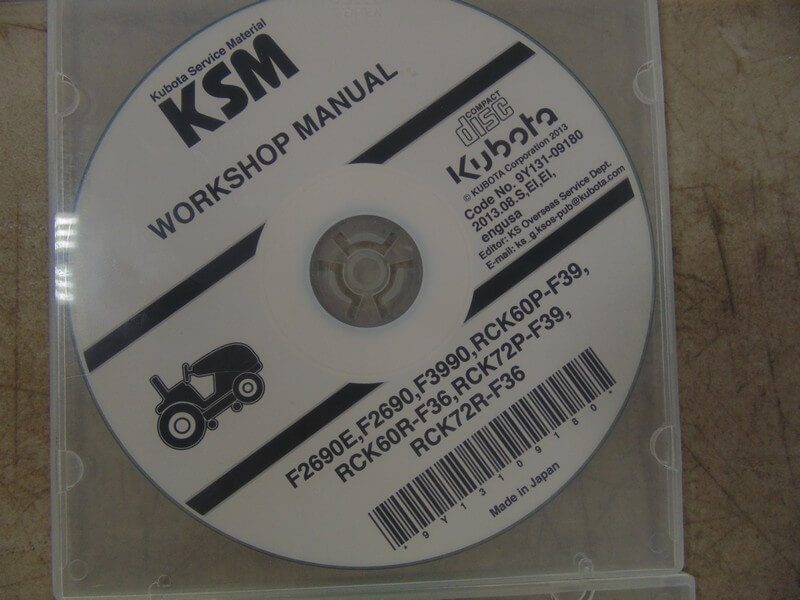 Kubota Service Material
KSM
WORKSHOP MANUAL
COMPACT
disc
Kubota
© KUBOTA Corporation 2013
Code No. 9Y131-09180
2013.08.S,EI,EI,
engusa
Editor: KS Overseas Service Dept.
E-mail: ks_g.ksos-pub@kubota.com
F2690E,F2690,F3990,RCK60P-F39,
RCK60R-F36,RCK72P-F39,
RCK72R-F36
*9Y13109180*
Made in Japan